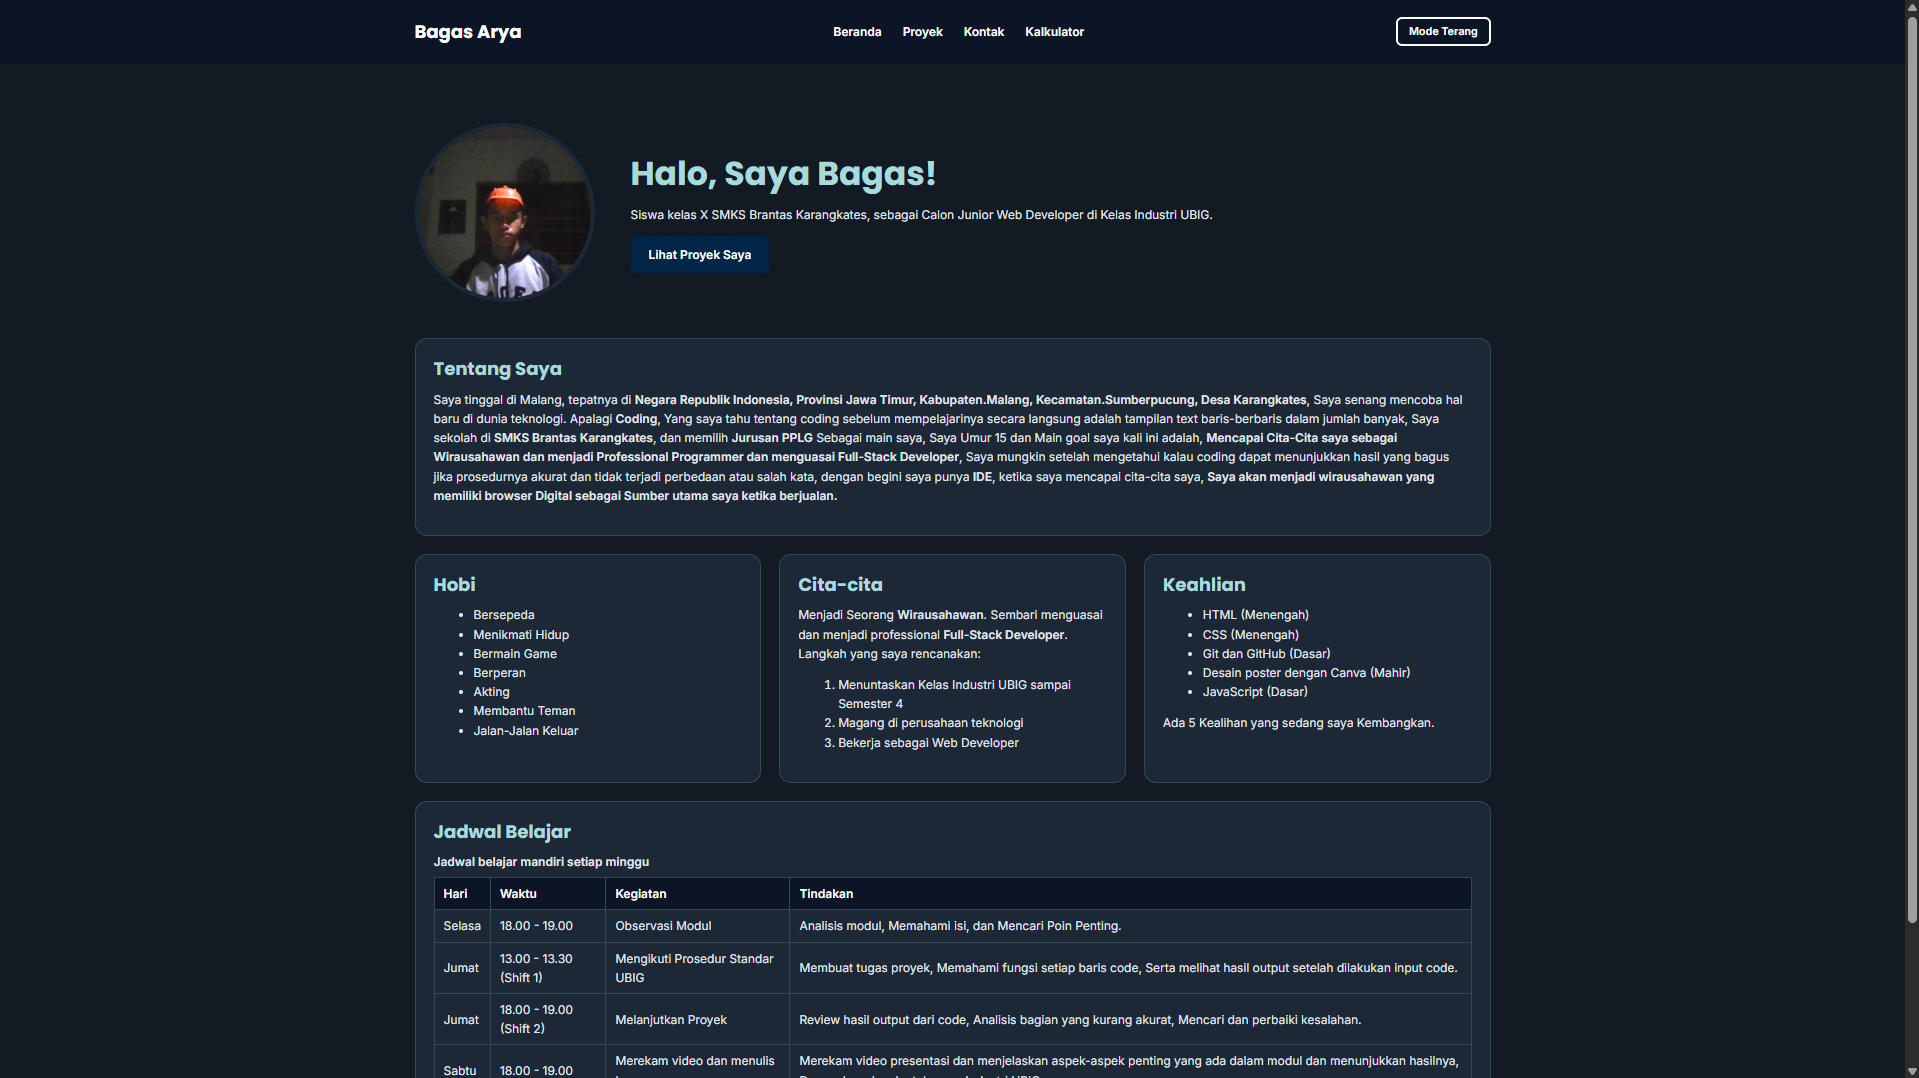 Bagas Arya
Beranda
Proyek
Kontak
Kalkulator
Mode Terang
Halo, Saya Bagas!
Siswa kelas X SMKS Brantas Karangkates, sebagai Calon Junior Web Developer di Kelas Industri UBIG.
Lihat Proyek Saya
Tentang Saya
Saya tinggal di Malang, tepatnya di Negara Republik Indonesia, Provinsi Jawa Timur, Kabupaten.Malang, Kecamatan.Sumberpucung, Desa Karangkates, Saya senang mencoba hal
baru di dunia teknologi. Apalagi Coding, Yang saya tahu tentang coding sebelum mempelajarinya secara langsung adalah tampilan text baris-berbaris dalam jumlah banyak, Saya
sekolah di SMKS Brantas Karangkates, dan memilih Jurusan PPLG Sebagai main saya, Saya Umur 15 dan Main goal saya kali ini adalah, Mencapai Cita-Cita saya sebagai
Wirausahawan dan menjadi Professional Programmer dan menguasai Full-Stack Developer, Saya mungkin setelah mengetahui kalau coding dapat menunjukkan hasil yang bagus
jika prosedurnya akurat dan tidak terjadi perbedaan atau salah kata, dengan begini saya punya IDE, ketika saya mencapai cita-cita saya, Saya akan menjadi wirausahawan yang
memiliki browser Digital sebagai Sumber utama saya ketika berjualan.
Hobi
• Bersepeda
• Menikmati Hidup
• Bermain Game
• Berperan
• Akting
• Membantu Teman
• Jalan-Jalan Keluar
Cita-cita
Menjadi Seorang Wirausahawan. Sembari menguasai
dan menjadi professional Full-Stack Developer.
Langkah yang saya rencanakan:
1. Menuntaskan Kelas Industri UBIG sampai
Semester 4
2. Magang di perusahaan teknologi
3. Bekerja sebagai Web Developer
Keahlian
• HTML (Menengah)
• CSS (Menengah)
• Git dan GitHub (Dasar)
• Desain poster dengan Canva (Mahir)
• JavaScript (Dasar)
Ada 5 Kealihan yang sedang saya Kembangkan.
Jadwal Belajar
Jadwal belajar mandiri setiap minggu
Hari Waktu Kegiatan Tindakan
Selasa 18.00 - 19.00 Observasi Modul Analisis modul, Memahami isi, dan Mencari Poin Penting.
Jumat 13.00 - 13.30 (Shift 1) Mengikuti Prosedur Standar UBIG Membuat tugas proyek, Memahami fungsi setiap baris code, Serta melihat hasil output setelah dilakukan input code.
Jumat 18.00 - 19.00 (Shift 2) Melanjutkan Proyek Review hasil output dari code, Analisis bagian yang kurang akurat, Mencari dan perbaiki kesalahan.
Sabtu 18.00 - 19.00 Merekam video dan menulis Merekam video presentasi dan menjelaskan aspek-aspek penting yang ada dalam modul dan menunjukkan hasilnya,